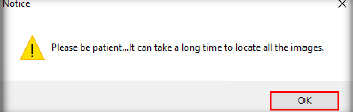 Notice
Please be patient...It can take a long time to locate all the images.
OK